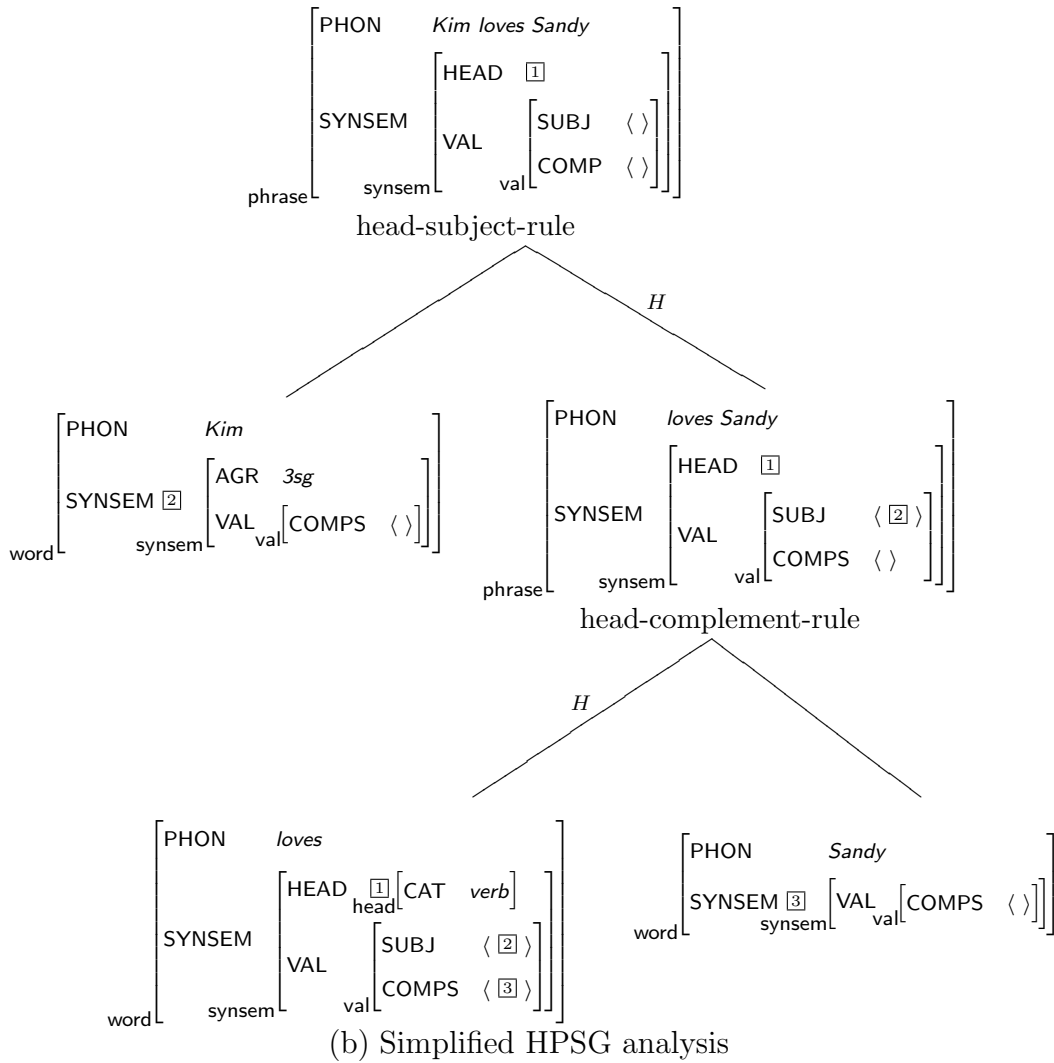 PHON Kim loves Sandy
HEAD 1
SYNSEM
SUBJ ⟨ ⟩
VAL
COMP ⟨ ⟩
phrase synsem val
head-subject-rule
H
PHON Kim
AGR 3sg
SYNSEM 2
VAL val COMPS ⟨ ⟩
word synsem
PHON loves Sandy
HEAD 1
SYNSEM
SUBJ ⟨ 2 ⟩
VAL
COMPS ⟨ ⟩
phrase synsem val
head-complement-rule
H
PHON loves
HEAD 1 head CAT verb
SYNSEM
SUBJ ⟨ 2 ⟩
VAL
COMPS ⟨ 3 ⟩
word synsem val
PHON Sandy
SYNSEM 3 synsem VAL val COMPS ⟨ ⟩
word
(b) Simplified HPSG analysis